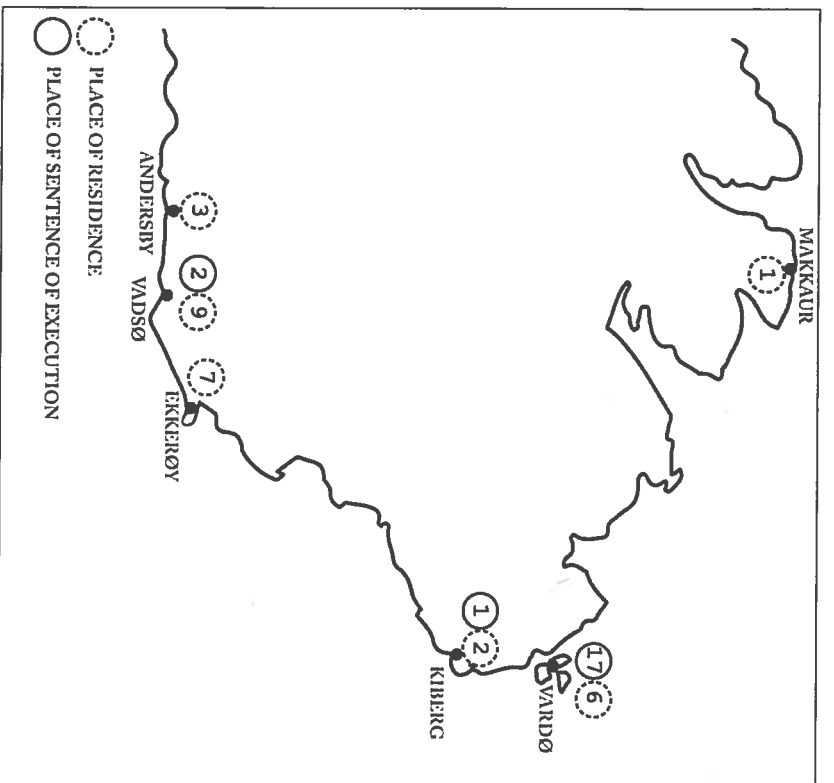 MAKKAUR
1
17 6
VARDØ
1 2
KIBERG
3
ANDERSBY
2 9
VADSØ
7
EKKERØY
PLACE OF RESIDENCE
PLACE OF SENTENCE OF EXECUTION